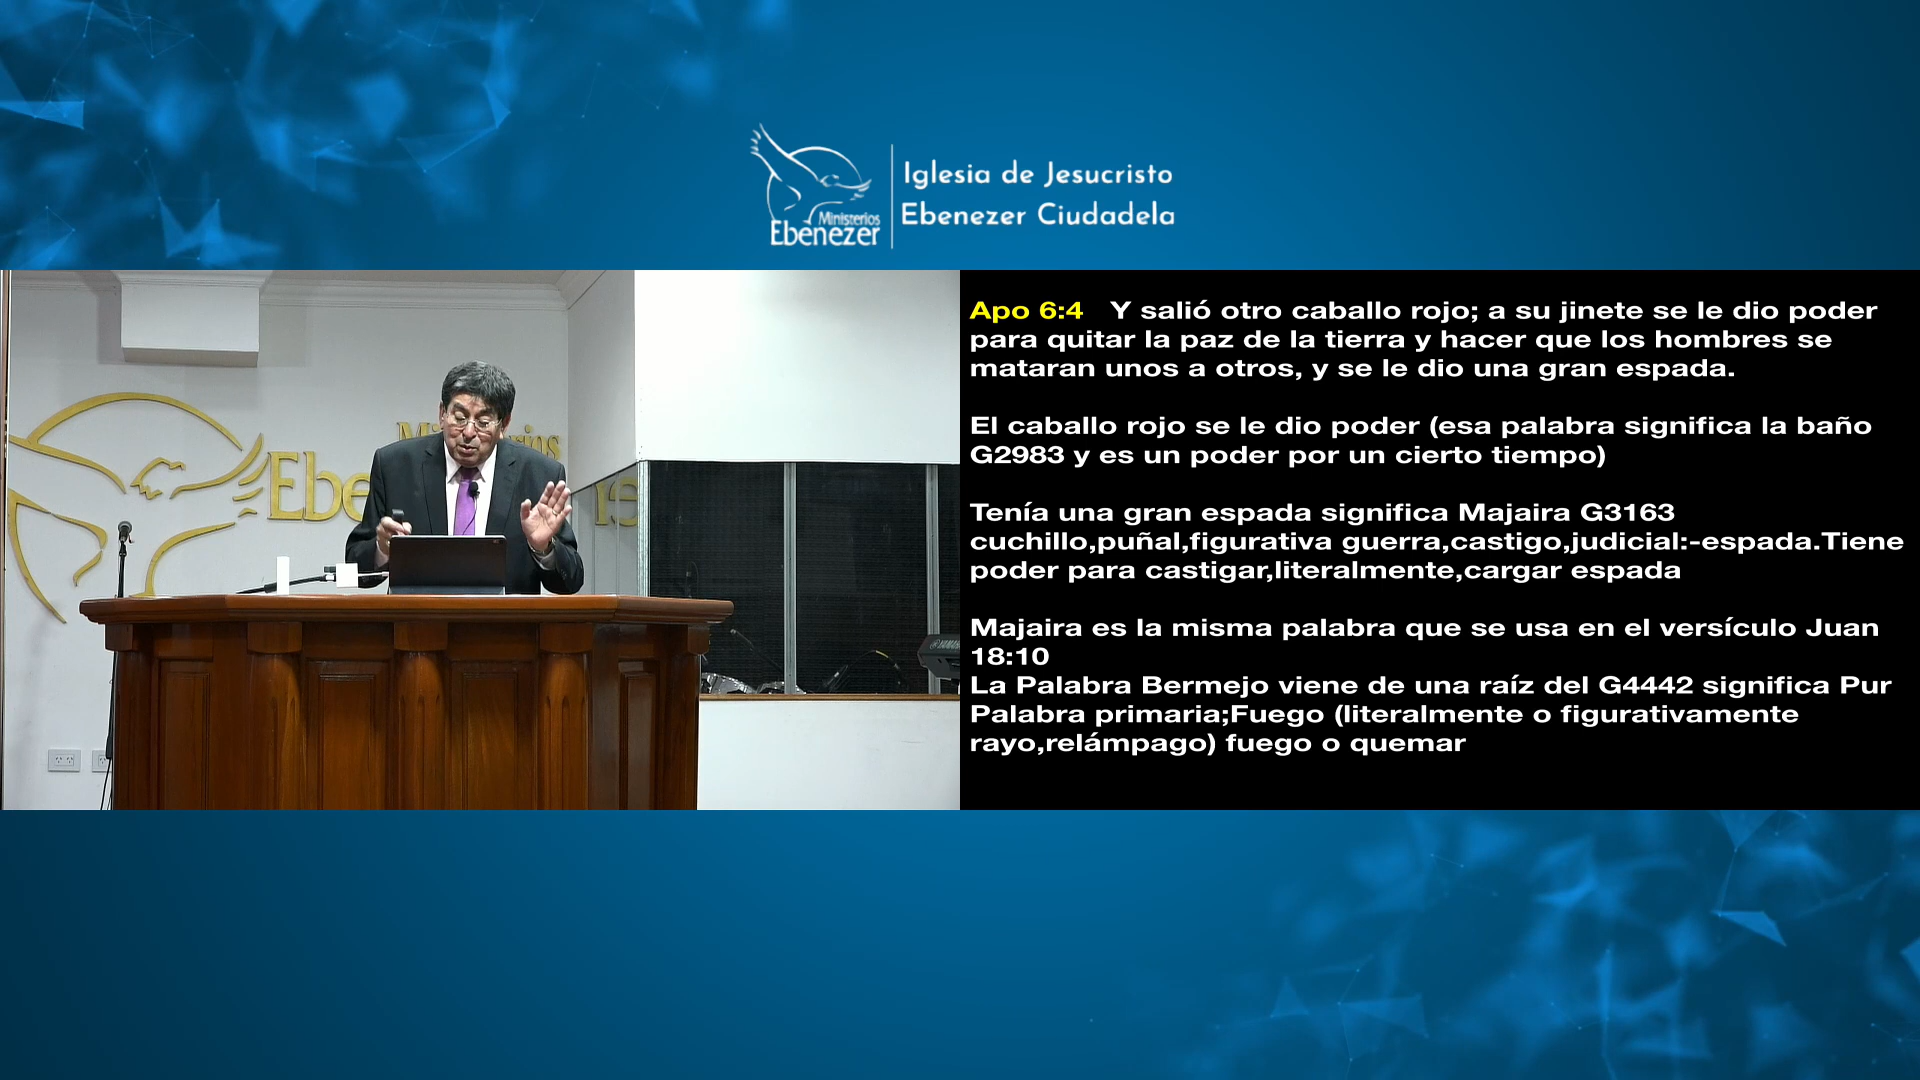 Ministerios
Ebenezer
Iglesia de Jesucristo
Ebenezer Ciudadela
Apo 6:4 Y salió otro caballo rojo; a su jinete se le dio poder
para quitar la paz de la tierra y hacer que los hombres se
mataran unos a otros, y se le dio una gran espada.
El caballo rojo se le dio poder (esa palabra significa la baño
G2983 y es un poder por un cierto tiempo)
Tenía una gran espada significa Majaira G3163
cuchillo,puñal,figurativa guerra,castigo,judicial:-espada.Tiene
poder para castigar,literalmente,cargar espada
Majaira es la misma palabra que se usa en el versículo Juan
18:10
La Palabra Bermejo viene de una raíz del G4442 significa Pur
Palabra primaria;Fuego (literalmente o figurativamente
rayo,relámpago) fuego o quemar